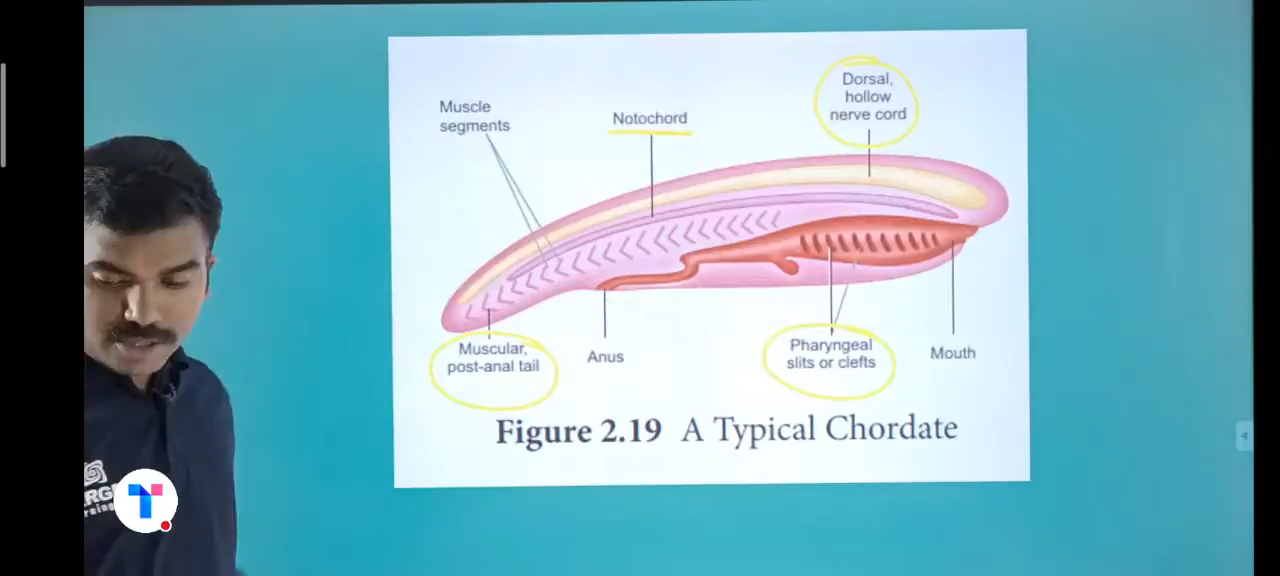 Dorsal,
hollow
nerve cord
Muscle
segments
Notochord
Muscular,
post-anal tail
Anus
Pharyngeal
slits or clefts
Mouth
Figure 2.19 A Typical Chordate